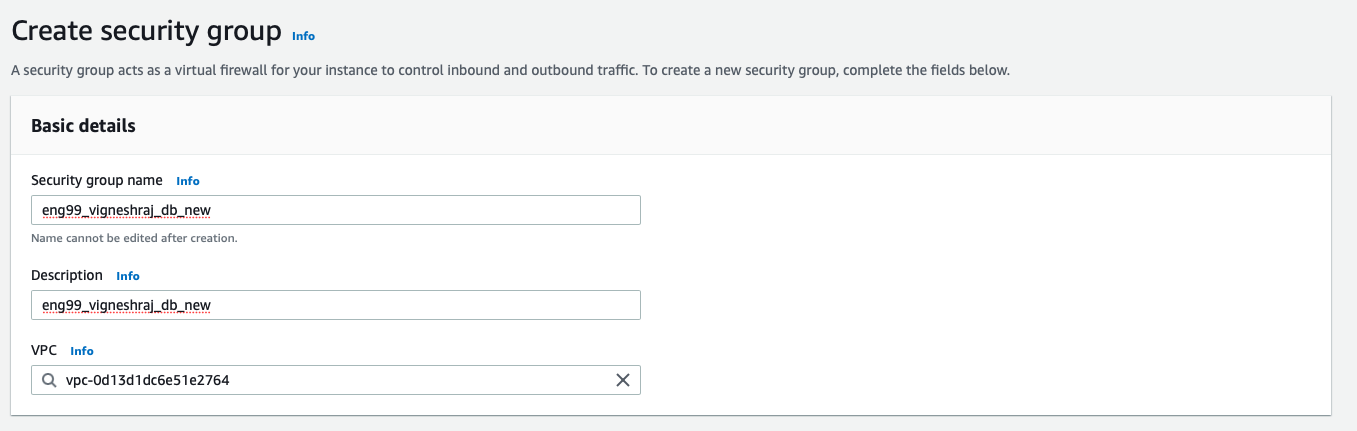 Create security group Info
A security group acts as a virtual firewall for your instance to control inbound and outbound traffic. To create a new security group, complete the fields below.
Basic details
Security group name Info
eng99_vigneshraj_db_new
Name cannot be edited after creation.
Description Info
eng99_vigneshraj_db_new
VPC Info
vpc-0d13d1dc6e51e2764